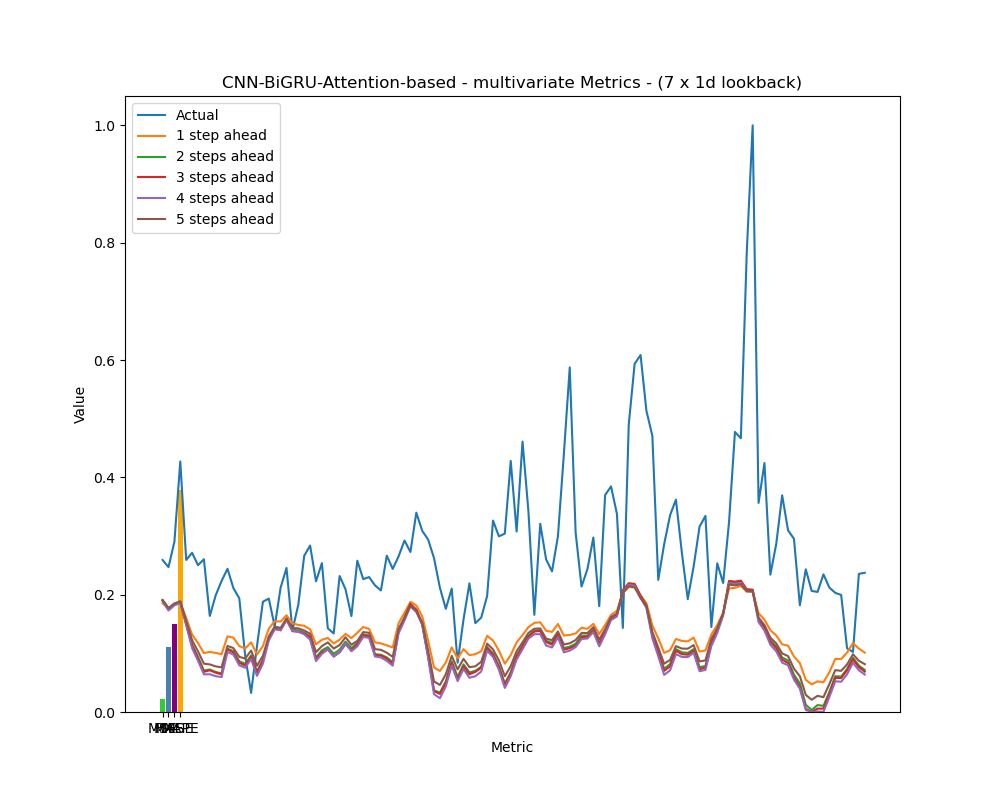 CNN-BiGRU-Attention-based - multivariate Metrics - (7 x 1d lookback)
Actual
1 step ahead
2 steps ahead
3 steps ahead
4 steps ahead
5 steps ahead
1.0
0.8
0.6
0.4
0.2
0.0
Value
Metric